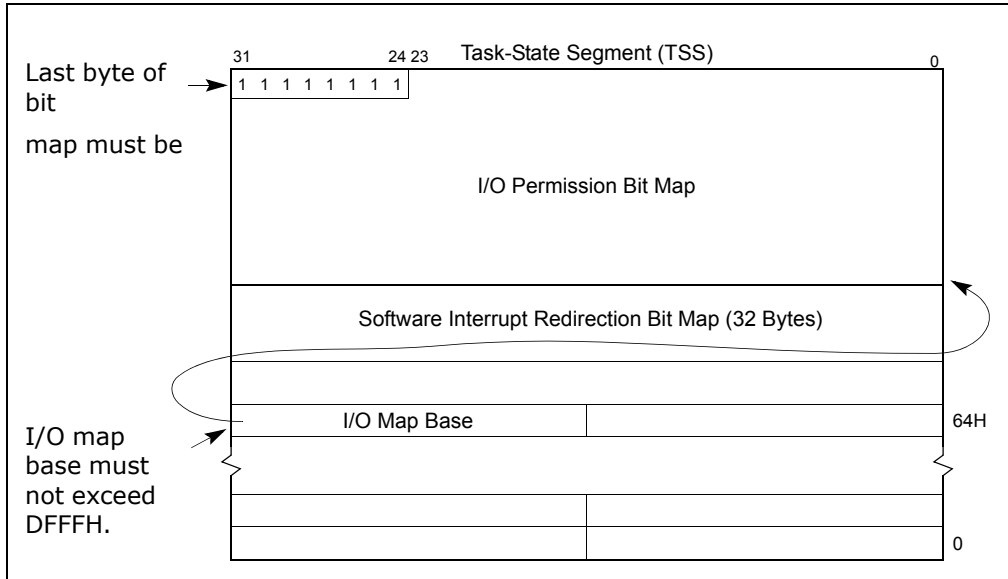 Task-State Segment (TSS)
31
24 23
0
Last byte of
bit
map must be
1 1 1 1 1 1 1 1
I/O Permission Bit Map
Software Interrupt Redirection Bit Map (32 Bytes)
I/O Map Base
64H
I/O map
base must
not exceed
DFFFH.
0